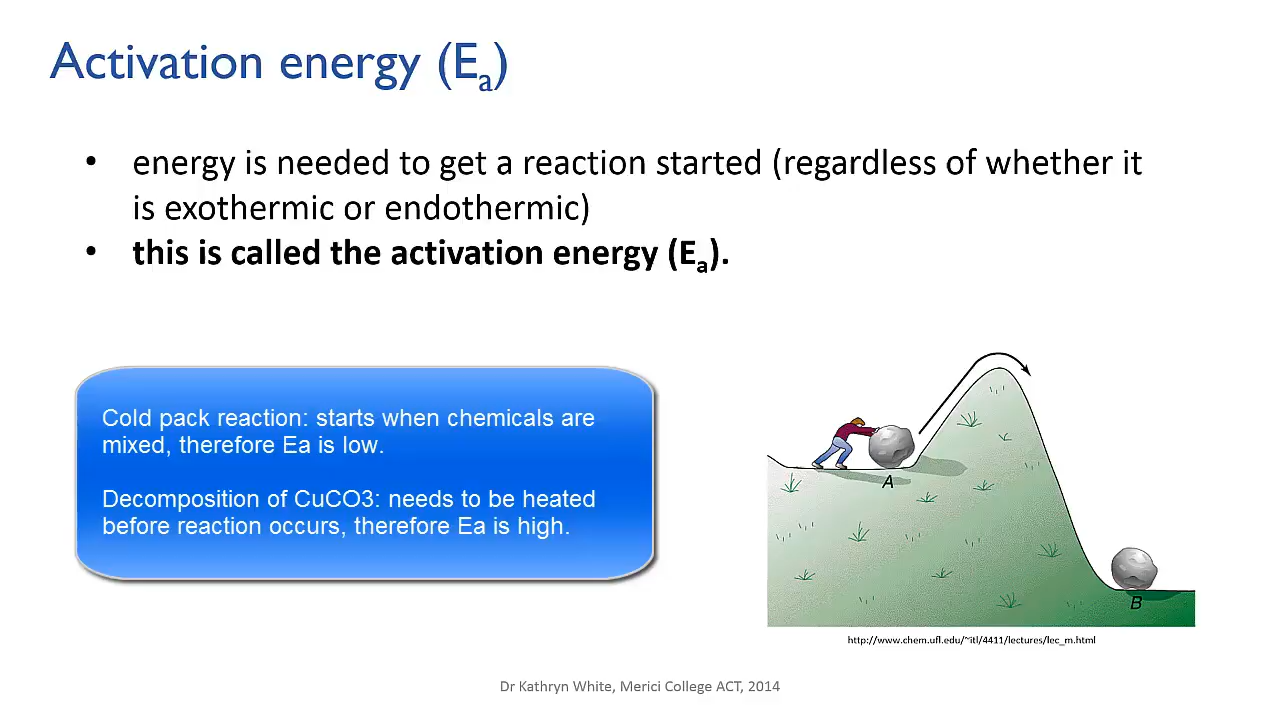 Activation energy (Ea)
• energy is needed to get a reaction started (regardless of whether it
is exothermic or endothermic)
• this is called the activation energy (Ea).
Cold pack reaction: starts when chemicals are
mixed, therefore Ea is low.
Decomposition of CuCO3: needs to be heated
before reaction occurs, therefore Ea is high.
A
B
http://www.chem.ufl.edu/~itl/4411/lectures/lec_m.html
Dr Kathryn White, Merici College ACT, 2014